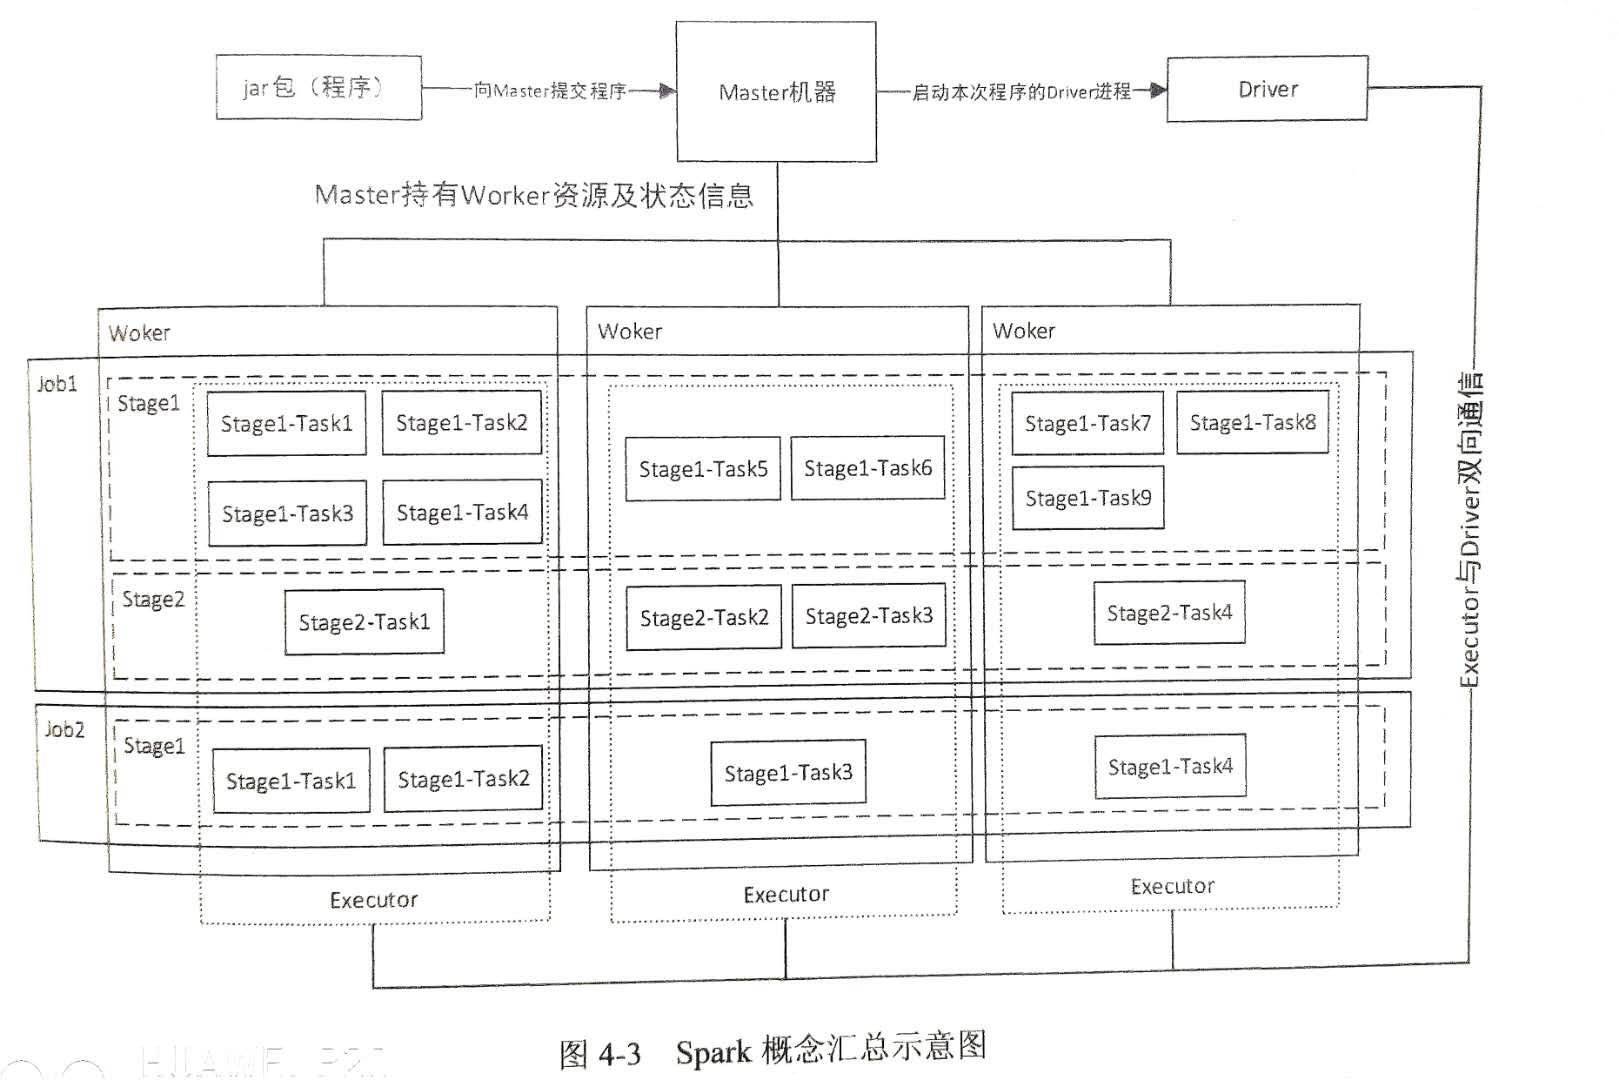 jar包（程序）
向Master提交程序
Master机器
启动本次程序的Driver进程
Driver
Master持有Worker资源及状态信息
Woker
Woker
Woker
Job1
Stage1
Stage1-Task1
Stage1-Task2
Stage1-Task3
Stage1-Task4
Stage1-Task5
Stage1-Task6
Stage1-Task7
Stage1-Task8
Stage1-Task9
Stage2
Stage2-Task1
Stage2-Task2
Stage2-Task3
Stage2-Task4
Job2
Stage1
Stage1-Task1
Stage1-Task2
Stage1-Task3
Stage1-Task4
Executor
Executor
Executor
Executor与Driver双向通信
图 4-3 Spark 概念汇总示意图